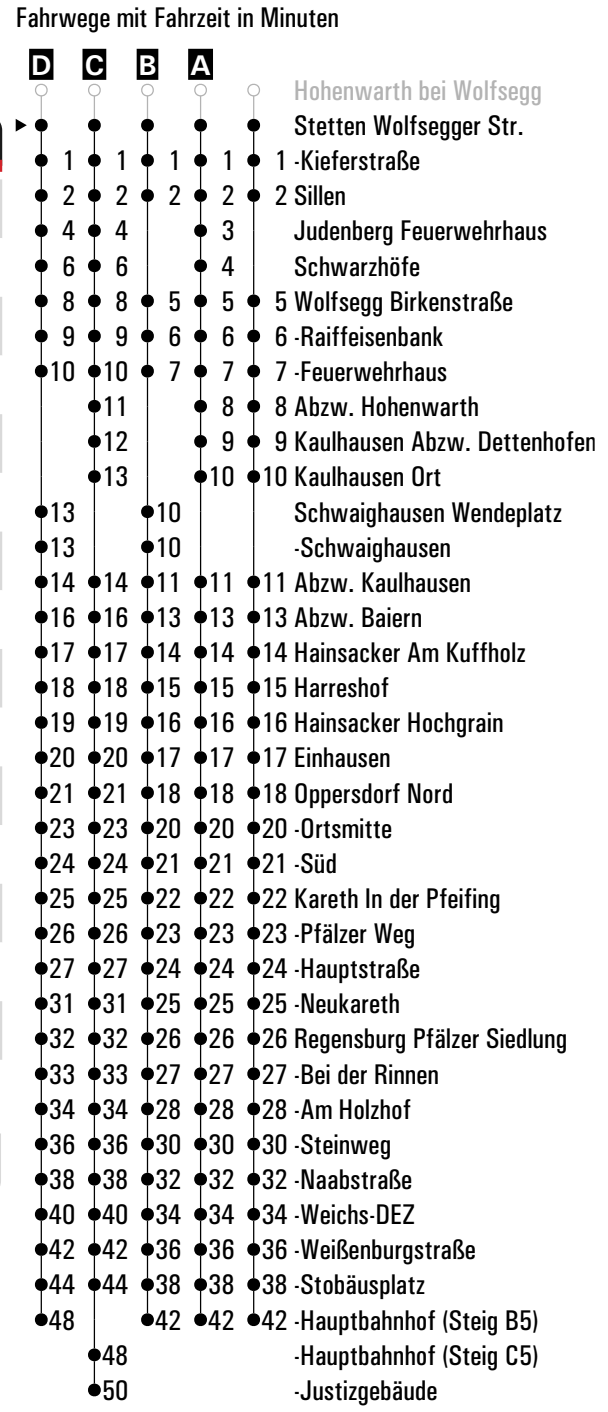 Fahrwege mit Fahrzeit in Minuten
D C B A
Hohenwarth bei Wolfsegg
Stetten Wolfsegger Str.
1 1 1 1 1 -Kieferstraße
2 2 2 2 2 Sillen
4 4 3 Judenberg Feuerwehrhaus
6 6 4 Schwarzhöfe
8 8 5 5 5 Wolfsegg Birkenstraße
9 9 6 6 6 -Raiffeisenbank
10 10 7 7 7 -Feuerwehrhaus
11 8 8 Abzw. Hohenwarth
12 9 9 Kaulhausen Abzw. Dettenhofen
13 10 10 Kaulhausen Ort
13 10 Schwaighausen Wendeplatz
13 10 -Schwaighausen
14 14 11 11 11 Abzw. Kaulhausen
16 16 13 13 13 Abzw. Baiern
17 17 14 14 14 Hainsacker Am Kuffholz
18 18 15 15 15 Harreshof
19 19 16 16 16 Hainsacker Hochgrain
20 20 17 17 17 Einhausen
21 21 18 18 18 Oppersdorf Nord
23 23 20 20 20 -Ortsmitte
24 24 21 21 21 -Süd
25 25 22 22 22 Kareth In der Pfeifing
26 26 23 23 23 -Pfälzer Weg
27 27 24 24 24 -Hauptstraße
31 31 25 25 25 -Neukareth
32 32 26 26 26 Regensburg Pfälzer Siedlung
33 33 27 27 27 -Bei der Rinnen
34 34 28 28 28 -Am Holzhof
36 36 30 30 30 -Steinweg
38 38 32 32 32 -Naabstraße
40 40 34 34 34 -Weichs-DEZ
42 42 36 36 36 -Weißenburgstraße
44 44 38 38 38 -Stobäusplatz
48 42 42 42 -Hauptbahnhof (Steig B5)
48 -Hauptbahnhof (Steig C5)
50 -Justizgebäude